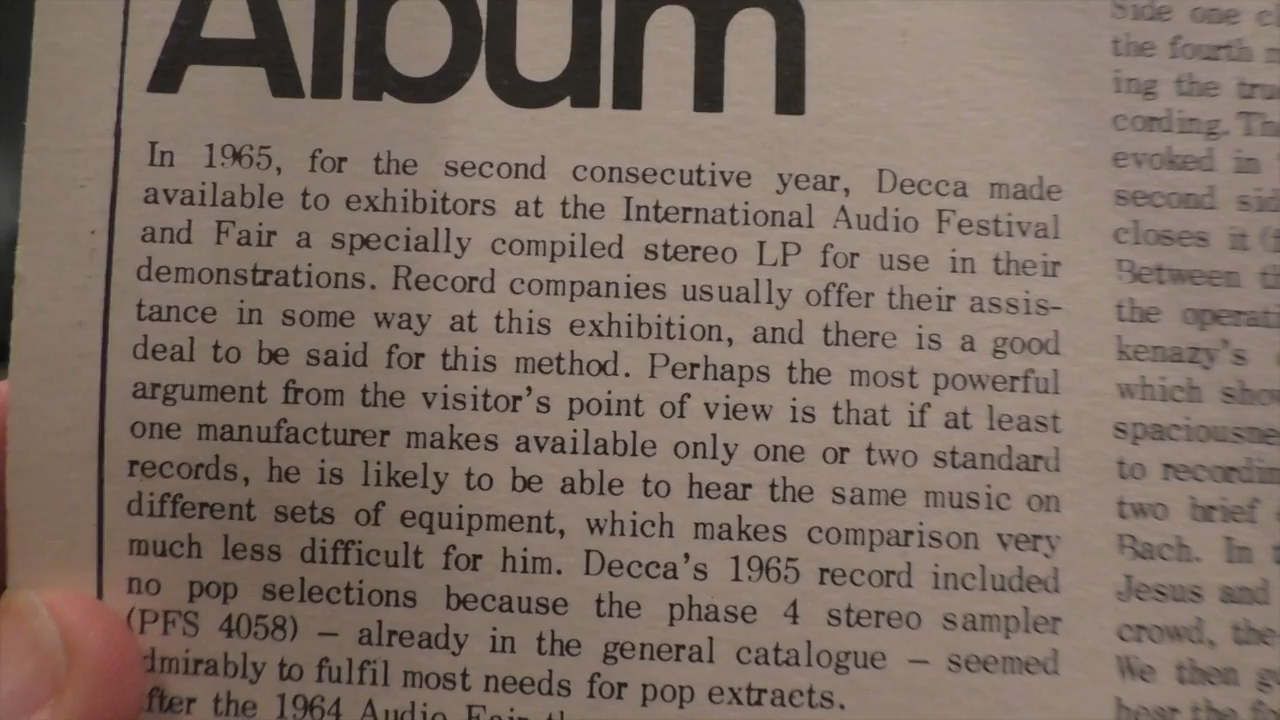 Album
In 1965, for the second consecutive year, Decca made
available to exhibitors at the International Audio Festival
and Fair a specially compiled stereo LP for use in their
demonstrations. Record companies usually offer their assis-
tance in some way at this exhibition, and there is a good
deal to be said for this method. Perhaps the most powerful
argument from the visitor's point of view is that if at least
one manufacturer makes available only one or two standard
records, he is likely to be able to hear the same music on
different sets of equipment, which makes comparison very
much less difficult for him. Decca's 1965 record included
no pop selections because the phase 4 stereo sampler
(PFS 4058) – already in the general catalogue – seemed
dmirably to fulfil most needs for pop extracts.
fter the 1964 Audio Fair
Side one
the fourth
ing the
cording.
evoked in
second
closes it
Between
the
kenazy's
which
to
two brief
Bach. In
Jesus and
crowd, the
We then
hear the